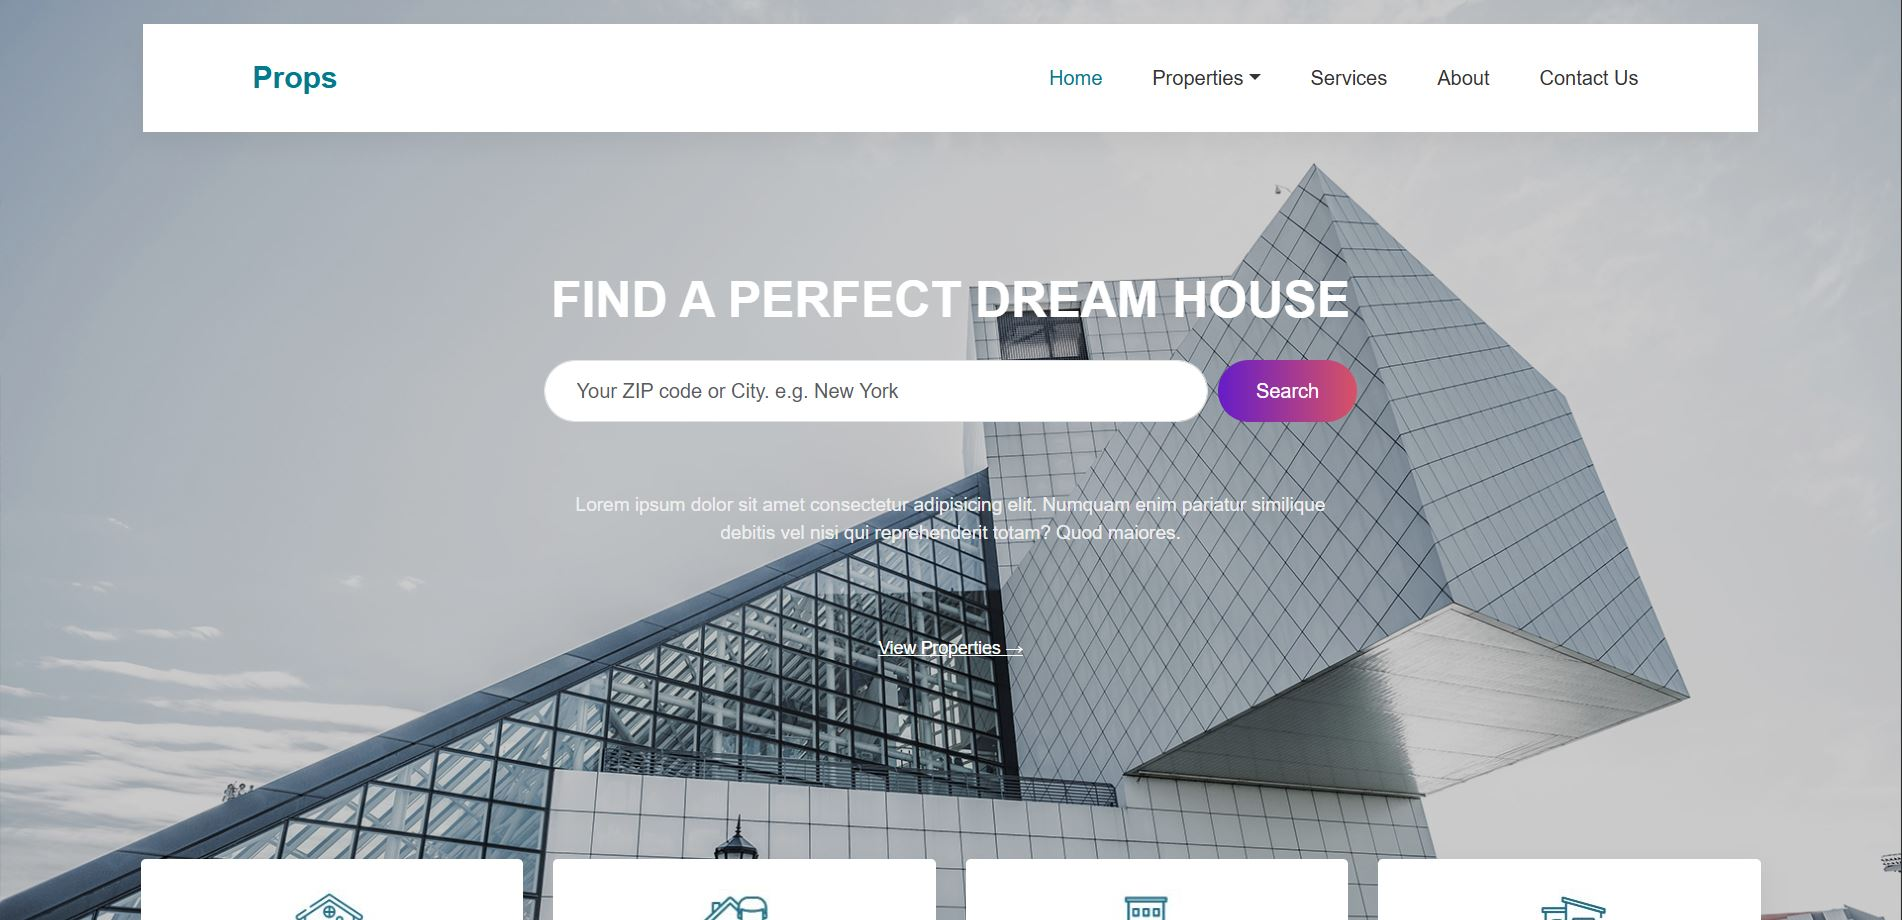 Props
Home
Properties
Services
About
Contact Us
FIND A PERFECT DREAM HOUSE
Your ZIP code or City. e.g. New York
Search
Lorem ipsum dolor sit amet consectetur adipisicing elit. Numquam enim pariatur similique
debitis vel nisi qui reprehenderit totam? Quod maiores.
View Properties →